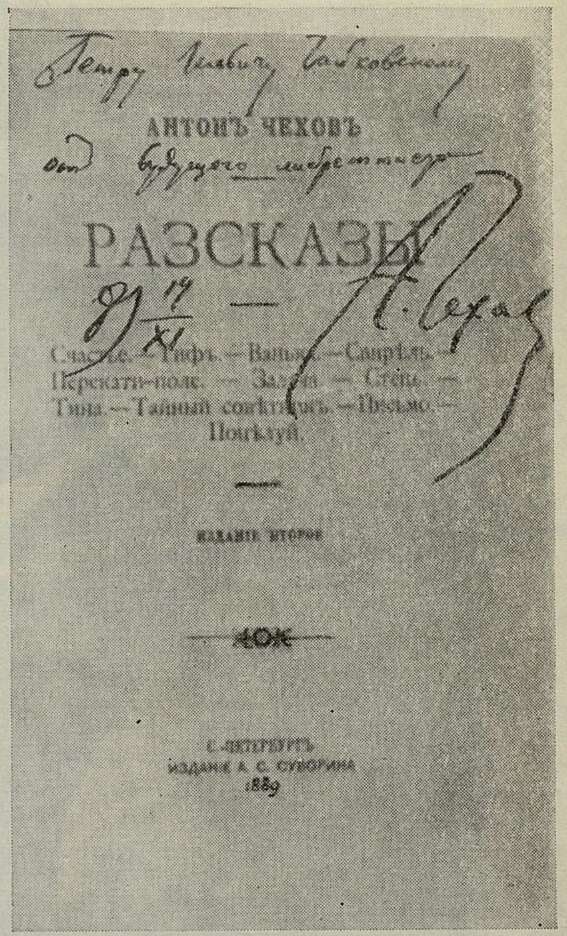 Петру Ильичу Чайковскому
АНТОНЪ ЧЕХОВЪ
от будущего либреттиста
РАЗСКАЗЫ
А. Чехов
89 14/XI
Счастье.—Тифъ.—Ванька.—Свирѣль.—
Перекати-поле. — Задача — Степь. —
Тина.—Тайный совѣтникъ.—Письмо.—
Поцѣлуй.
ИЗДАНІЕ ВТОРОЕ
С.-ПЕТЕРБУРГЪ
ИЗДАНІЕ А. С. СУВОРИНА
1889